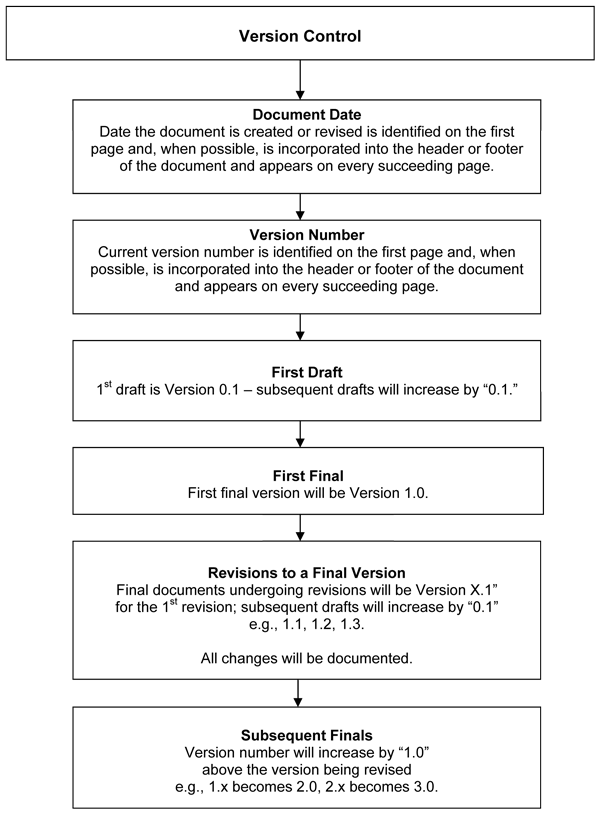 Version Control
Document Date
Date the document is created or revised is identified on the first
page and, when possible, is incorporated into the header or footer
of the document and appears on every succeeding page.
Version Number
Current version number is identified on the first page and, when
possible, is incorporated into the header or footer of the document
and appears on every succeeding page.
First Draft
1st draft is Version 0.1 – subsequent drafts will increase by “0.1.”
First Final
First final version will be Version 1.0.
Revisions to a Final Version
Final documents undergoing revisions will be Version X.1”
for the 1st revision; subsequent drafts will increase by “0.1”
e.g., 1.1, 1.2, 1.3.
All changes will be documented.
Subsequent Finals
Version number will increase by “1.0”
above the version being revised
e.g., 1.x becomes 2.0, 2.x becomes 3.0.